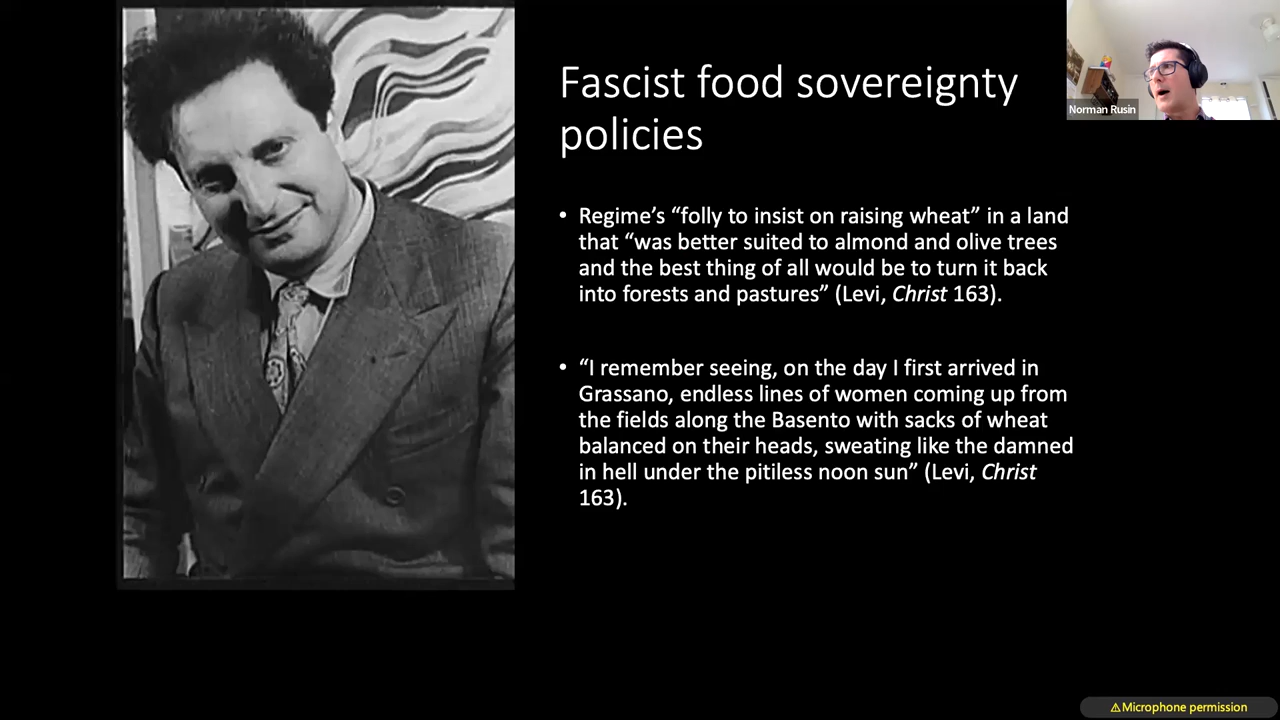 Fascist food sovereignty
policies
• Regime’s “folly to insist on raising wheat” in a land
that “was better suited to almond and olive trees
and the best thing of all would be to turn it back
into forests and pastures” (Levi, Christ 163).
• “I remember seeing, on the day I first arrived in
Grassano, endless lines of women coming up from
the fields along the Basento with sacks of wheat
balanced on their heads, sweating like the damned
in hell under the pitiless noon sun” (Levi, Christ
163).
Norman Rusin
⚠Microphone permission